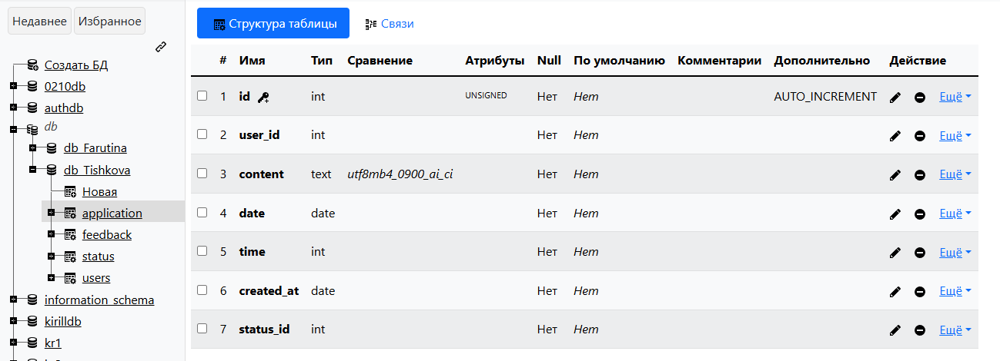 Недавнее Избранное
Создать БД
0210db
authdb
db
db_Farutina
db_Tishkova
Новая
application
feedback
status
users
information_schema
kirilldb
kr1
Структура таблицы Связи
# Имя Тип Сравнение Атрибуты Null По умолчанию Комментарии Дополнительно Действие
1 id int UNSIGNED Нет Нет AUTO_INCREMENT Ещё
2 user_id int Нет Нет Ещё
3 content text utf8mb4_0900_ai_ci Нет Нет Ещё
4 date date Нет Нет Ещё
5 time int Нет Нет Ещё
6 created_at date Нет Нет Ещё
7 status_id int Нет Нет Ещё